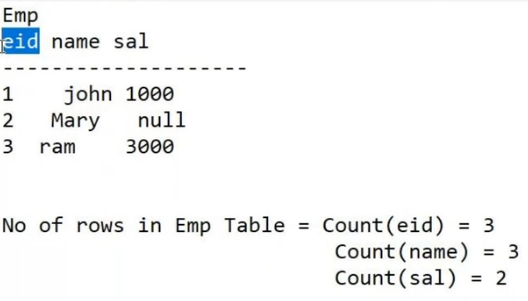 Emp
eid name sal
--------------------
1 john 1000
2 Mary null
3 ram 3000
No of rows in Emp Table = Count(eid) = 3
Count(name) = 3
Count(sal) = 2